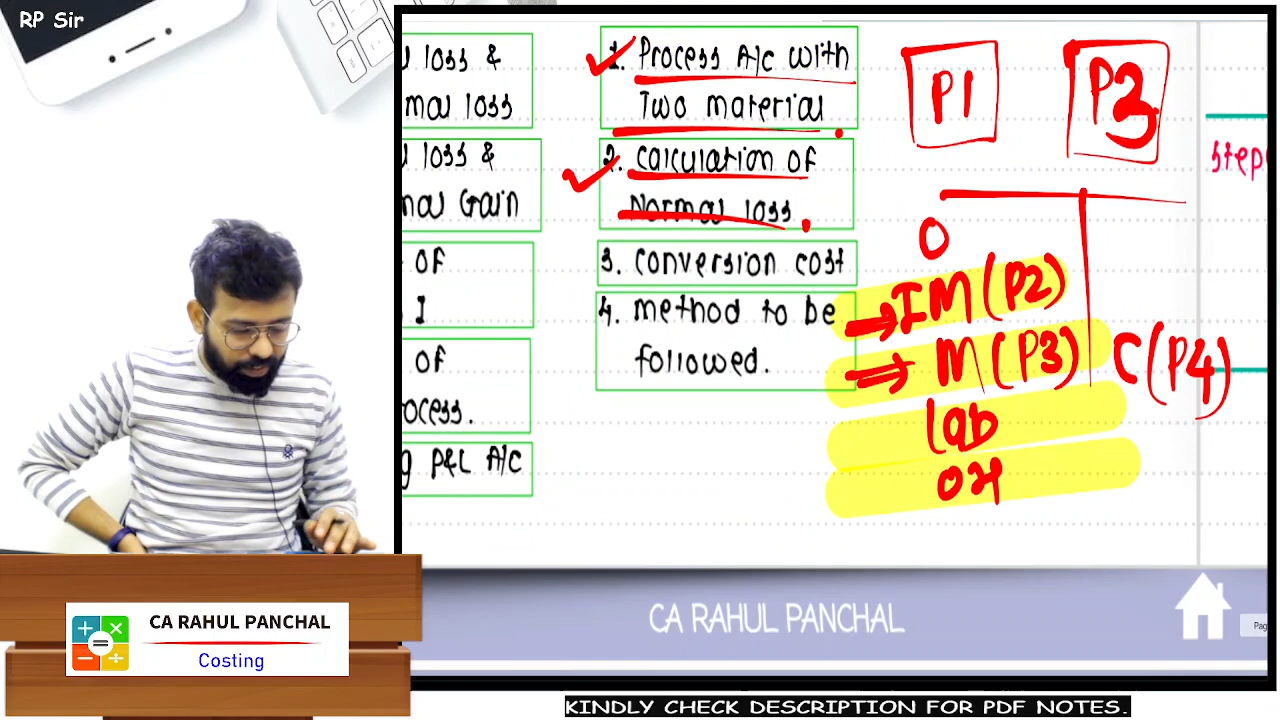 RP Sir
loss &
mal loss
loss &
mal Gain
of
I
of
ocess.
g P&L A/c
1. Process A/c with
Two material
2. Calculation of
Normal loss
3. conversion cost
4. method to be
followed.
P1
P3
step
O
IM (P2)
M (P3)
C (P4)
lab
OH
CA RAHUL PANCHAL
Costing
CA RAHUL PANCHAL
Pag
KINDLY CHECK DESCRIPTION FOR PDF NOTES.